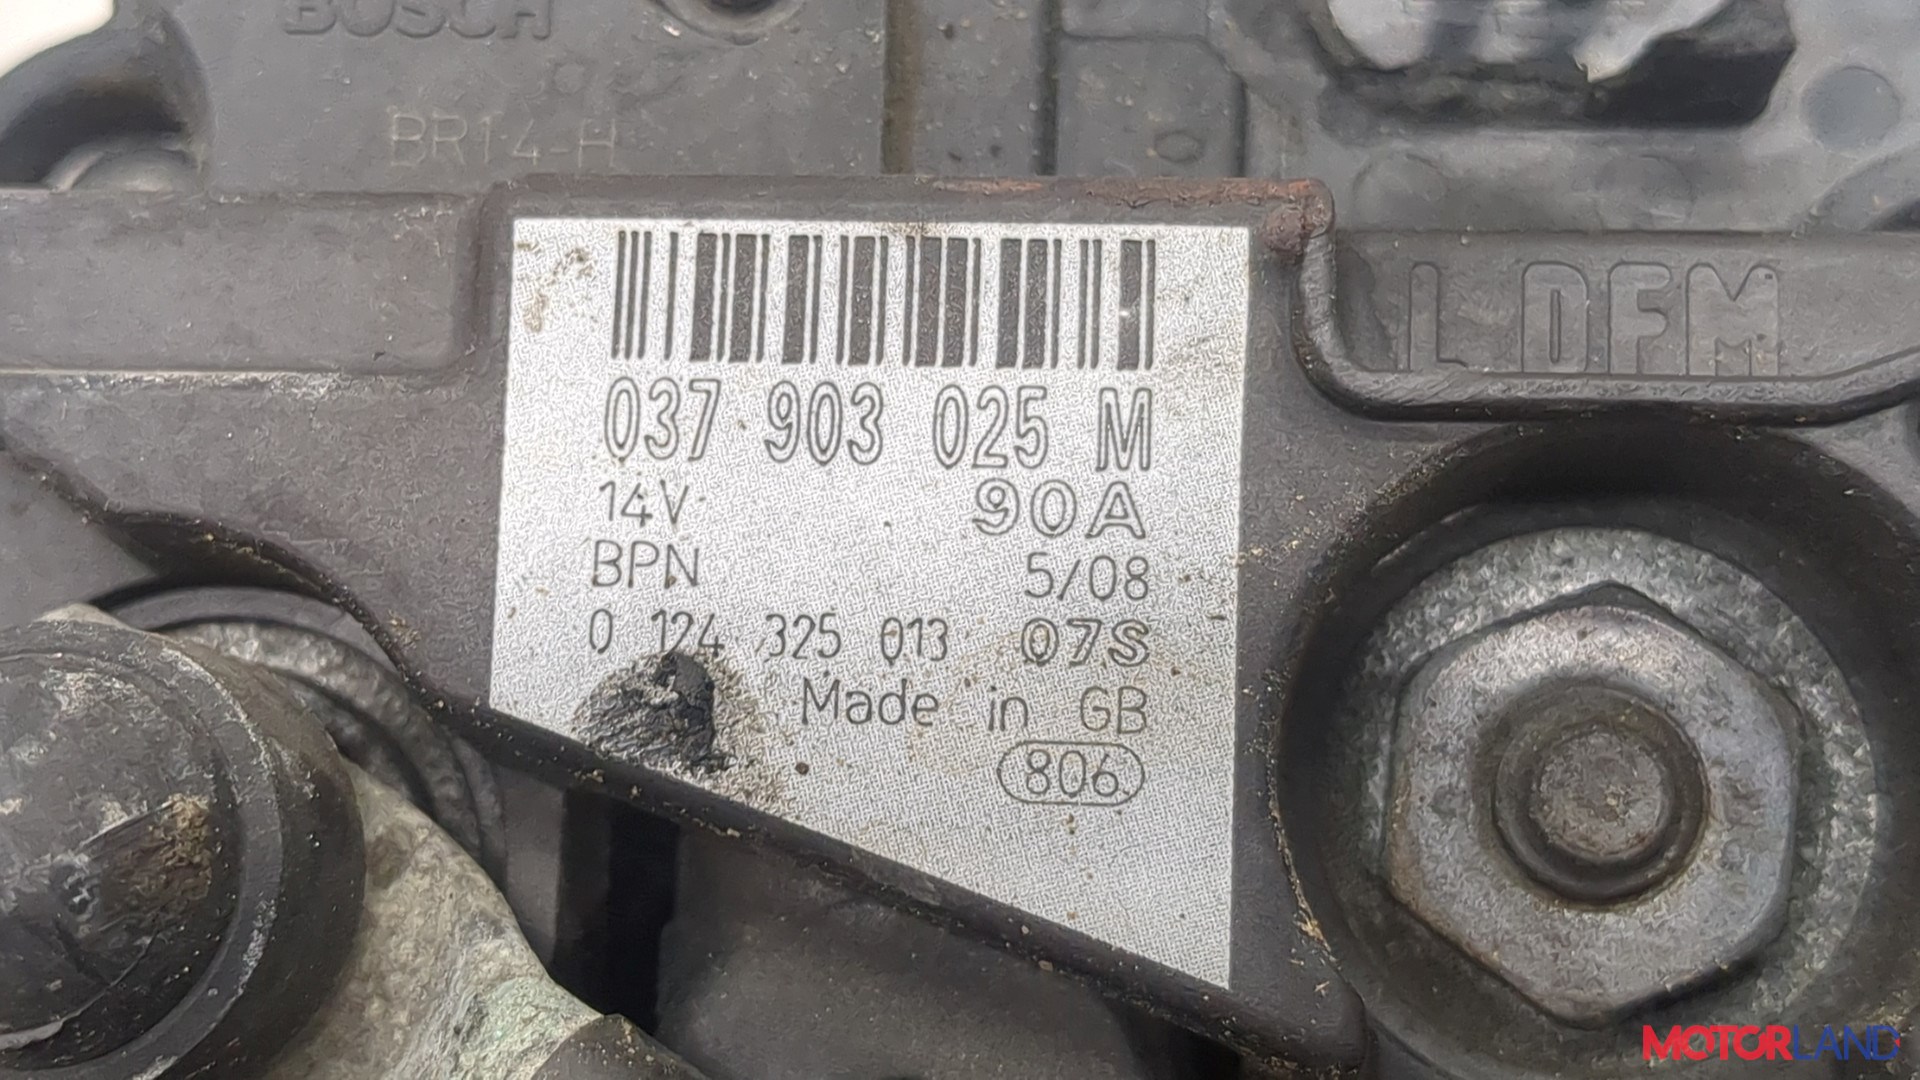 BOSCH
BR14-H
L DFM
037 903 025 M
14V 90A
BPN 5/08
0 124 325 013 07S
Made in GB
806
MOTORLAND